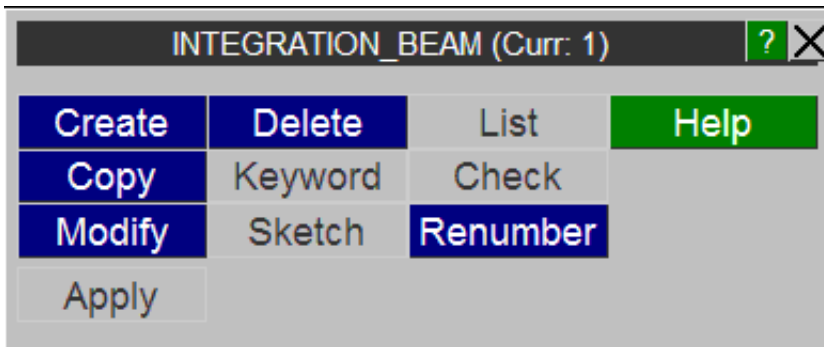 INTEGRATION_BEAM (Curr: 1) ? X
Create Delete List Help
Copy Keyword Check
Modify Sketch Renumber
Apply